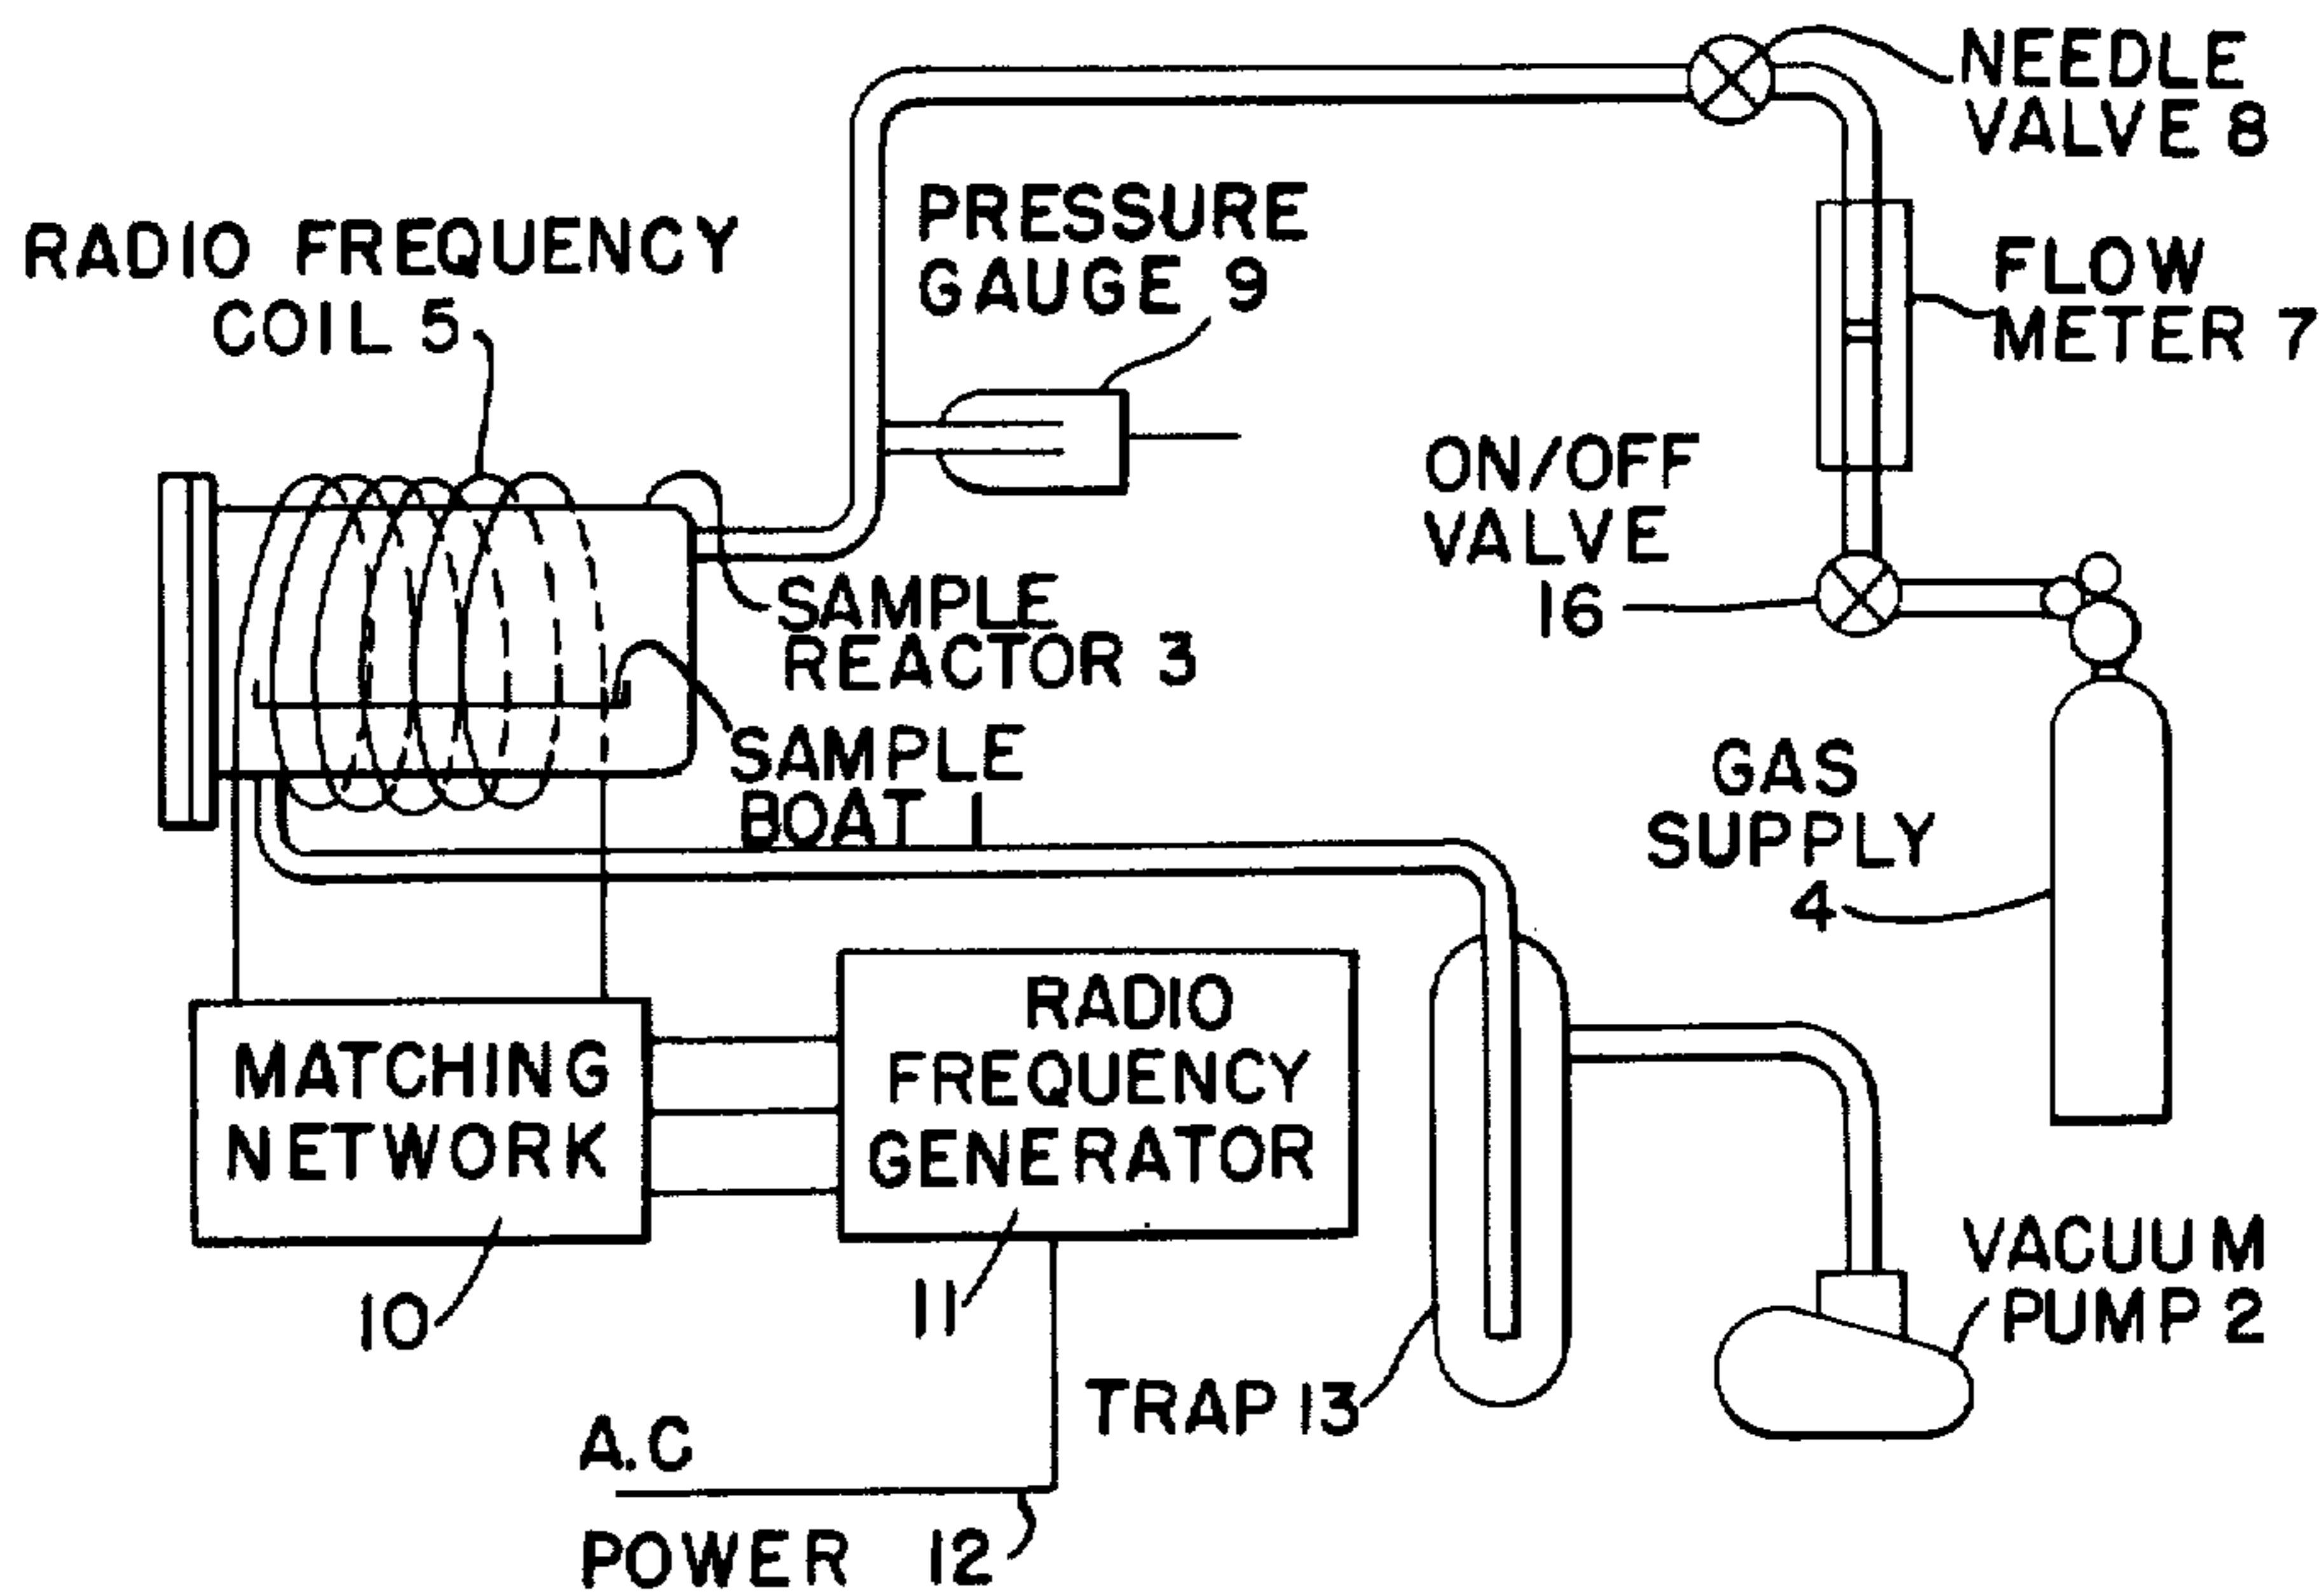 NEEDLE
VALVE 8
PRESSURE
GAUGE 9
RADIO FREQUENCY
COIL 5
FLOW
METER 7
ON/OFF
VALVE
16
SAMPLE
REACTOR 3
SAMPLE
BOAT 1
GAS
SUPPLY
4
MATCHING
NETWORK
10
RADIO
FREQUENCY
GENERATOR
11
VACUUM
PUMP 2
TRAP 13
A.C
POWER 12